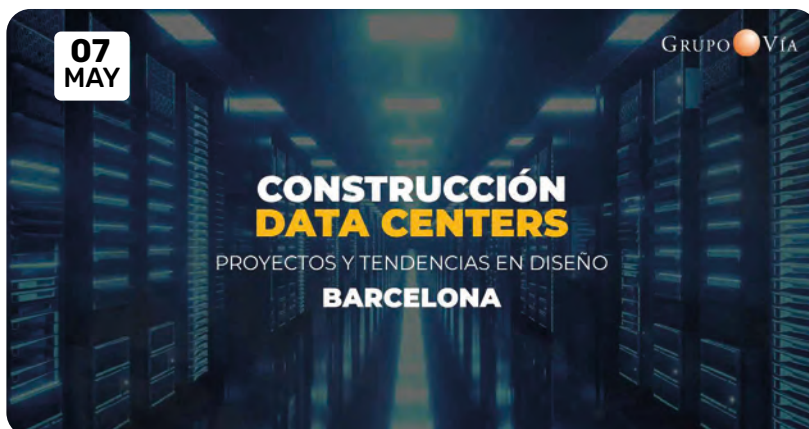 07
MAY
GRUPO VÍA
CONSTRUCCIÓN
DATA CENTERS
PROYECTOS Y TENDENCIAS EN DISEÑO
BARCELONA